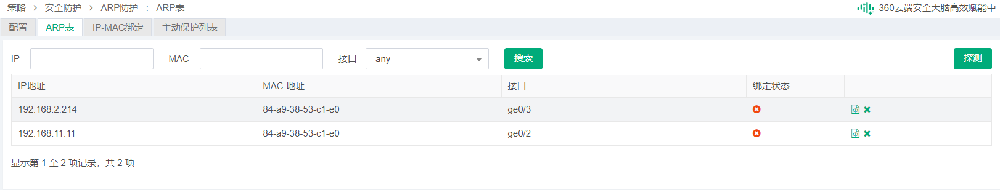 策略 > 安全防护 > ARP防护 : ARP表
360云端安全大脑高效赋能中
配置 ARP表 IP-MAC绑定 主动保护列表
IP MAC 接口 any 搜索 探测
IP地址 MAC 地址 接口 绑定状态
192.168.2.214 84-a9-38-53-c1-e0 ge0/3
192.168.11.11 84-a9-38-53-c1-e0 ge0/2
显示第 1 至 2 项记录，共 2 项